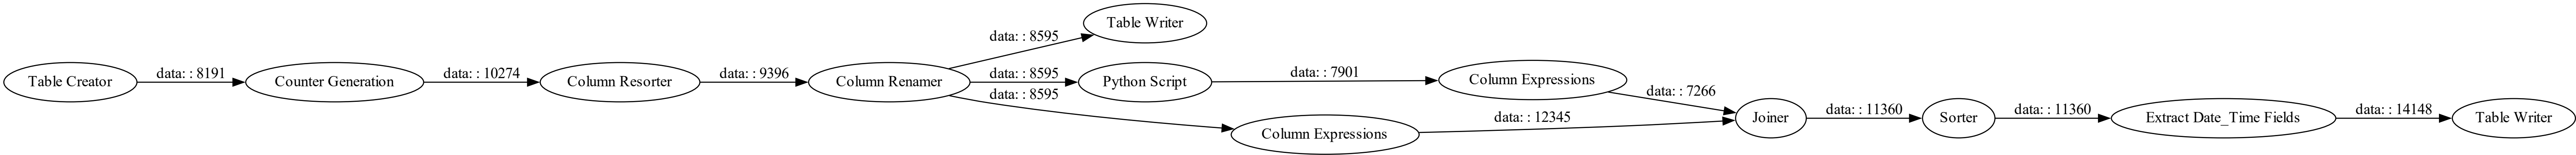 Table Creator
data: : 8191
Counter Generation
data: : 10274
Column Resorter
data: : 9396
Column Renamer
data: : 8595
Table Writer
data: : 8595
Python Script
data: : 8595
Column Expressions
data: : 7901
Column Expressions
data: : 7266
data: : 12345
Joiner
data: : 11360
Sorter
data: : 11360
Extract Date_Time Fields
data: : 14148
Table Writer